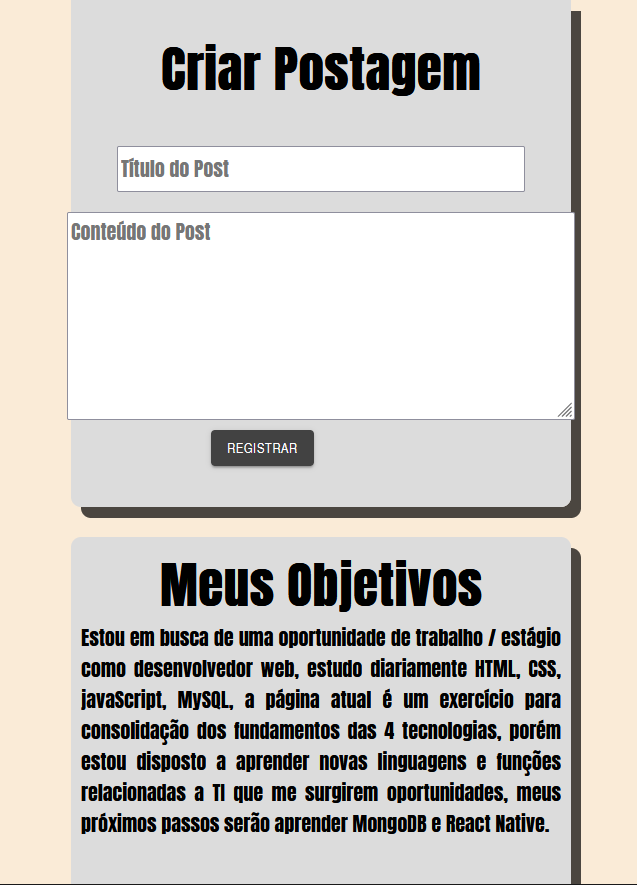 Criar Postagem
Título do Post
Conteúdo do Post
REGISTRAR
Meus Objetivos
Estou em busca de uma oportunidade de trabalho / estágio
como desenvolvedor web, estudo diariamente HTML, CSS,
javaScript, MySQL, a página atual é um exercício para
consolidação dos fundamentos das 4 tecnologias, porém
estou disposto a aprender novas linguagens e funções
relacionadas a TI que me surgirem oportunidades, meus
próximos passos serão aprender MongoDB e React Native.